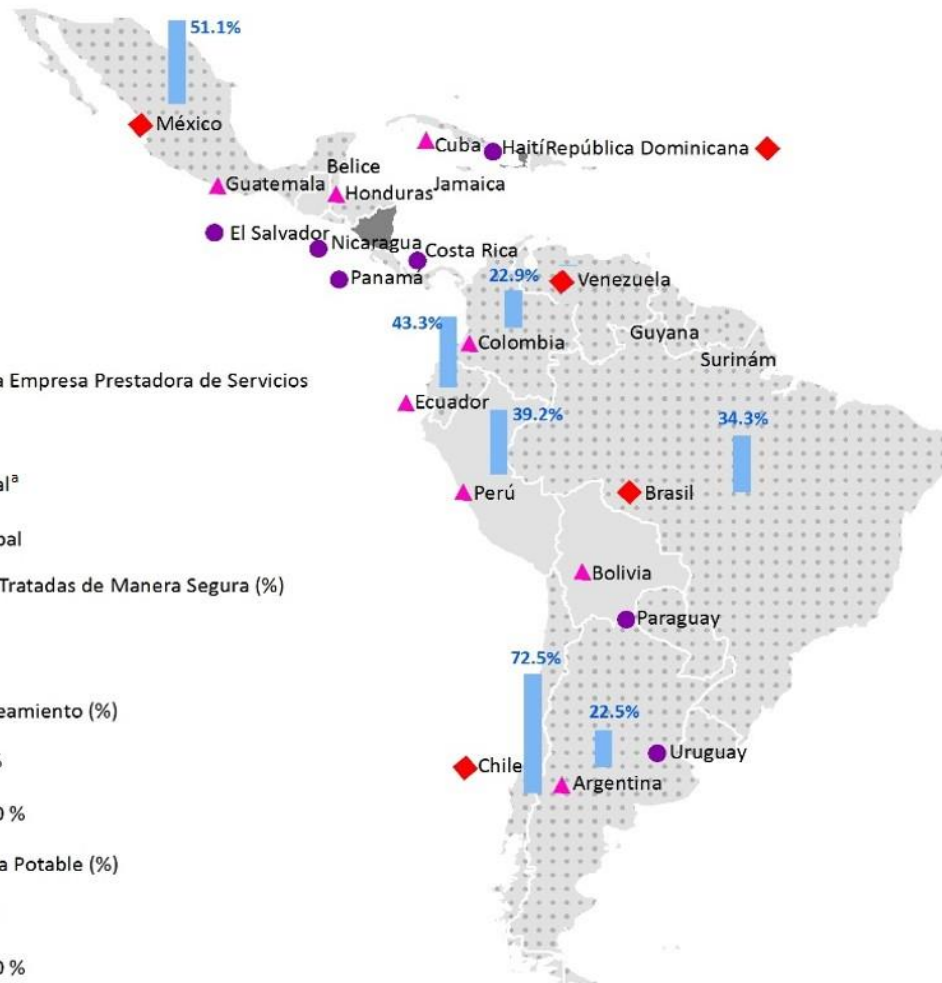 51.1%
México
Cuba
Haití
República Dominicana
Belice
Guatemala
Honduras
Jamaica
El Salvador
Nicaragua
Costa Rica
Panamá
22.9%
Venezuela
43.3%
Colombia
Guyana
Surinám
a Empresa Prestadora de Servicios
Ecuador
39.2%
34.3%
alª
Perú
Brasil
pal
Bolivia
Tratadas de Manera Segura (%)
Paraguay
72.5%
eamiento (%)
22.5%
Uruguay
%
Chile
Argentina
0 %
a Potable (%)
0 %